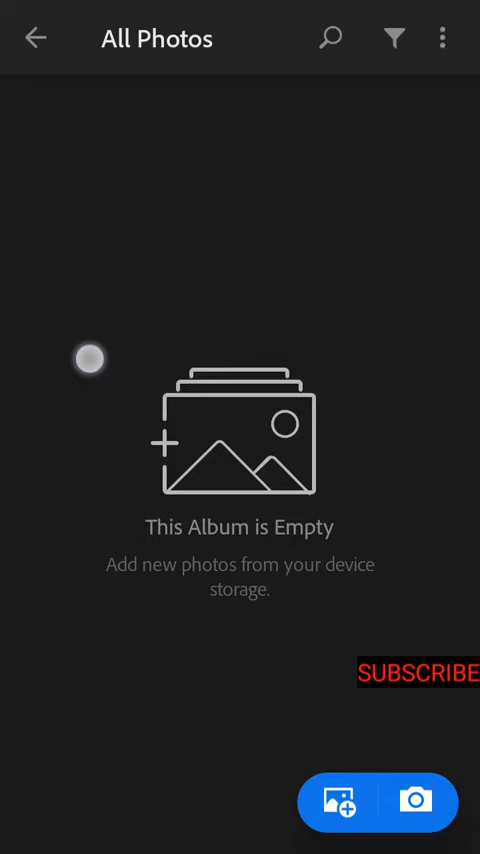 All Photos
This Album is Empty
Add new photos from your device
storage.
SUBSCRIBE